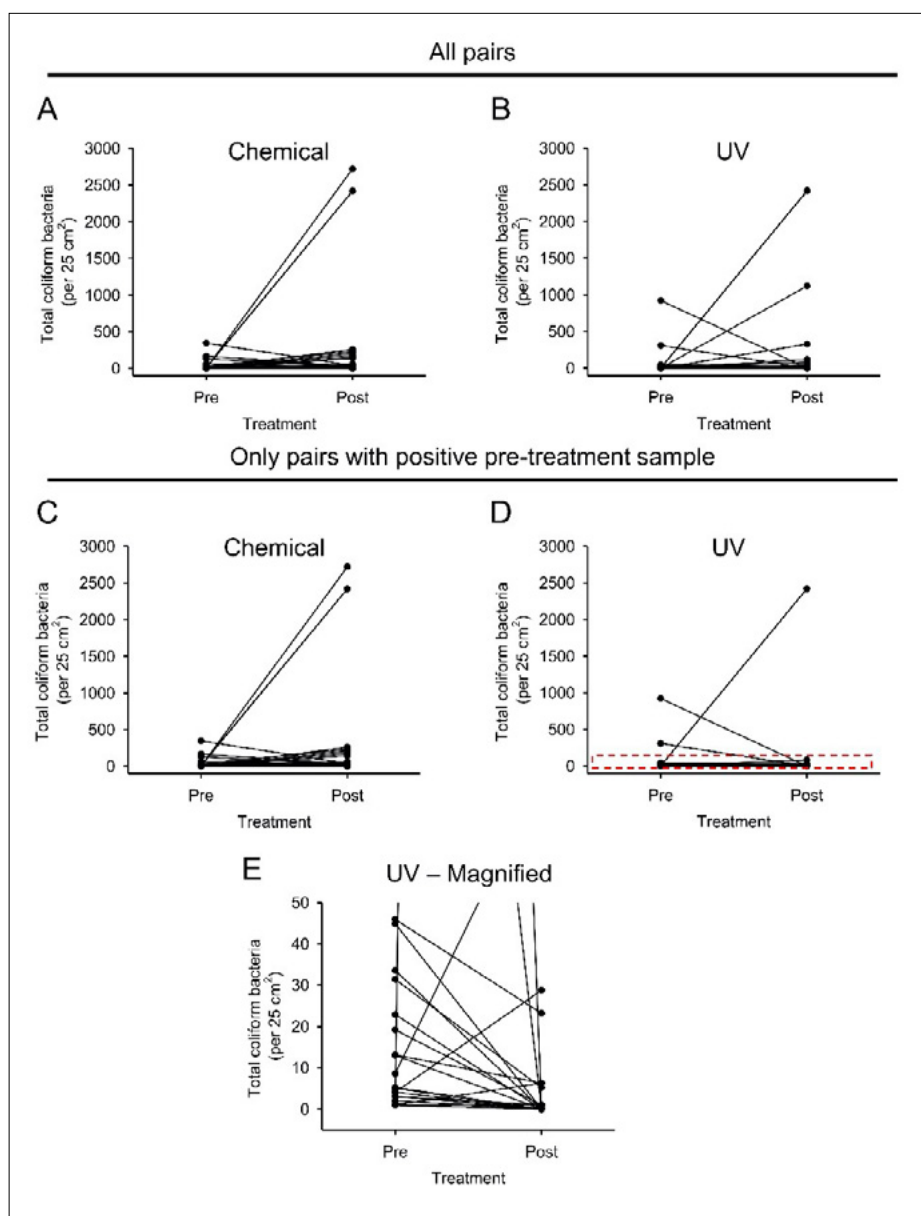 All pairs
A
B
Chemical
UV
3000
2500
2000
1500
1000
500
0
Total coliform bacteria
(per 25 cm²)
Pre
Post
Treatment
3000
2500
2000
1500
1000
500
0
Total coliform bacteria
(per 25 cm²)
Pre
Post
Treatment
Only pairs with positive pre-treatment sample
C
D
Chemical
UV
3000
2500
2000
1500
1000
500
0
Total coliform bacteria
(per 25 cm²)
Pre
Post
Treatment
3000
2500
2000
1500
1000
500
0
Total coliform bacteria
(per 25 cm²)
Pre
Post
Treatment
E
UV – Magnified
50
40
30
20
10
0
Total coliform bacteria
(per 25 cm²)
Pre
Post
Treatment